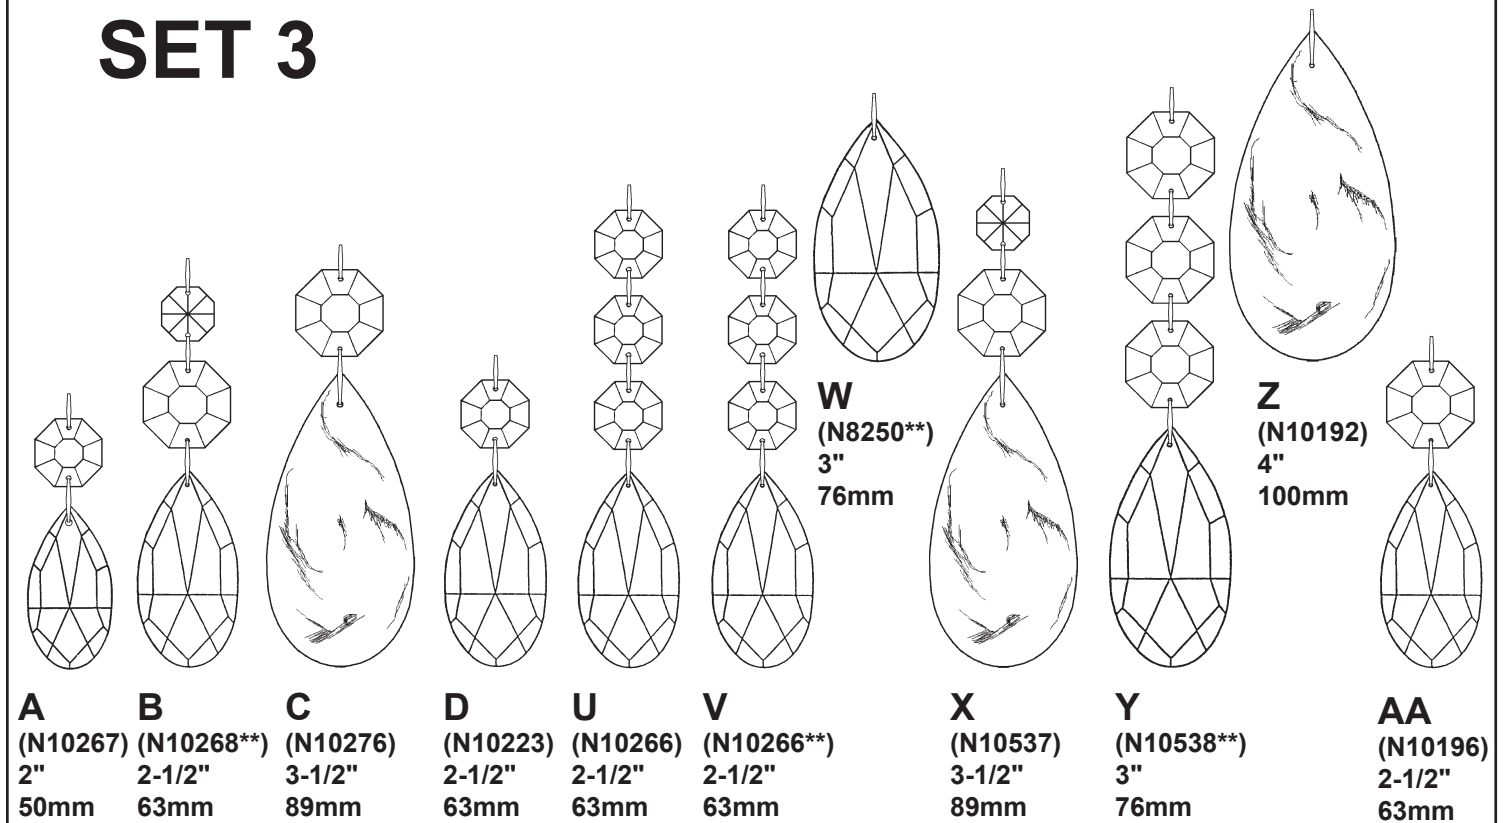 SET 3
W
(N8250**)
3"
76mm
Z
(N10192)
4"
100mm
A
(N10267)
2"
50mm
B
(N10268**)
2-1/2"
63mm
C
(N10276)
3-1/2"
89mm
D
(N10223)
2-1/2"
63mm
U
(N10266)
2-1/2"
63mm
V
(N10266**)
2-1/2"
63mm
X
(N10537)
3-1/2"
89mm
Y
(N10538**)
3"
76mm
AA
(N10196)
2-1/2"
63mm